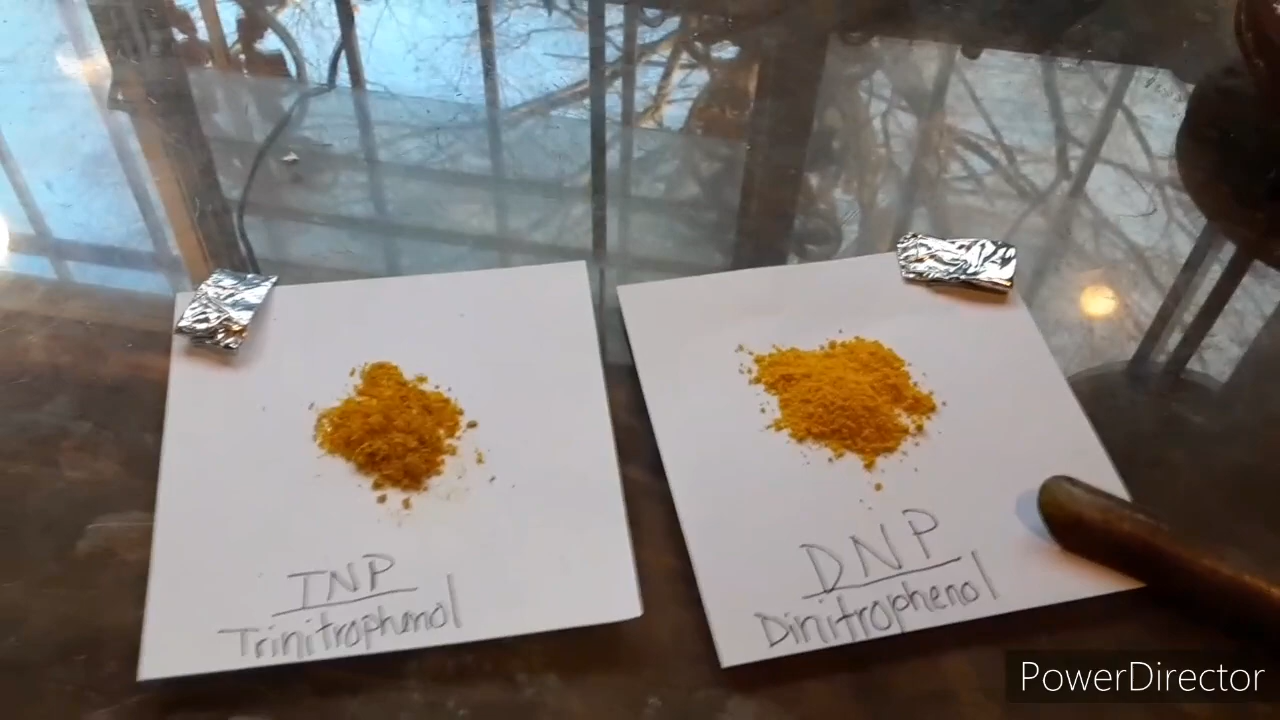 TNP
Trinitrophenol
DNP
Dinitrophenol
PowerDirector